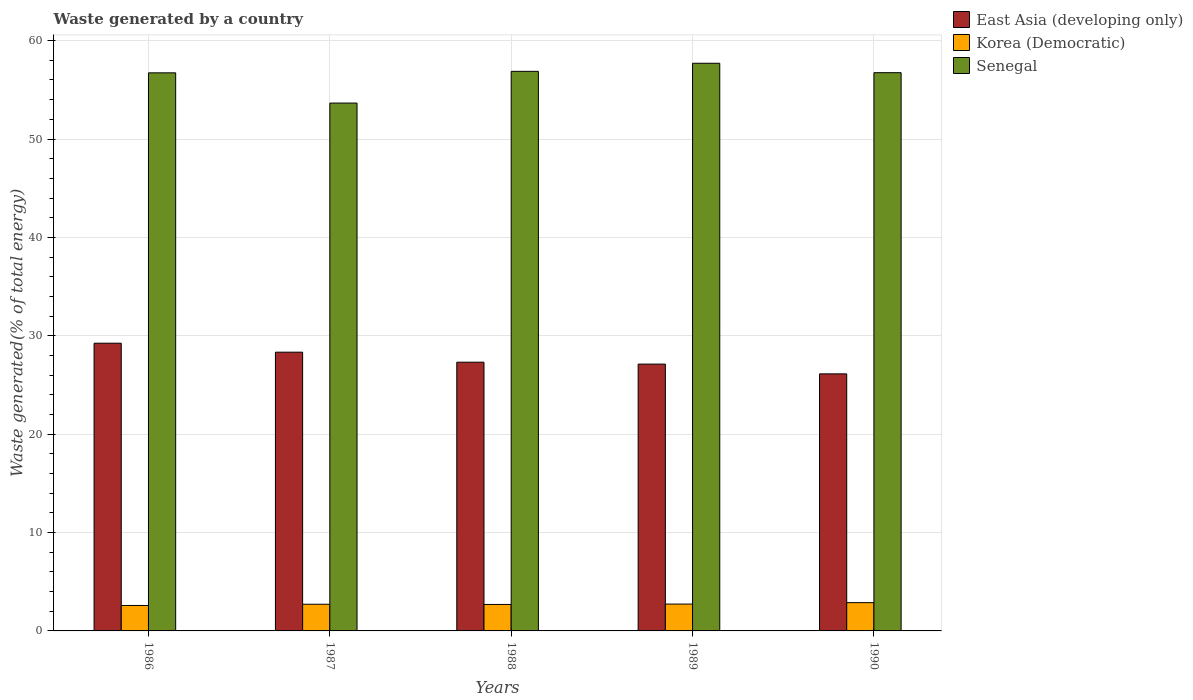 Waste generated by a country
East Asia (developing only)
Korea (Democratic)
Senegal
Waste generated(% of total energy)
60
50
40
30
20
10
0
1986
1987
1988
1989
1990
Years